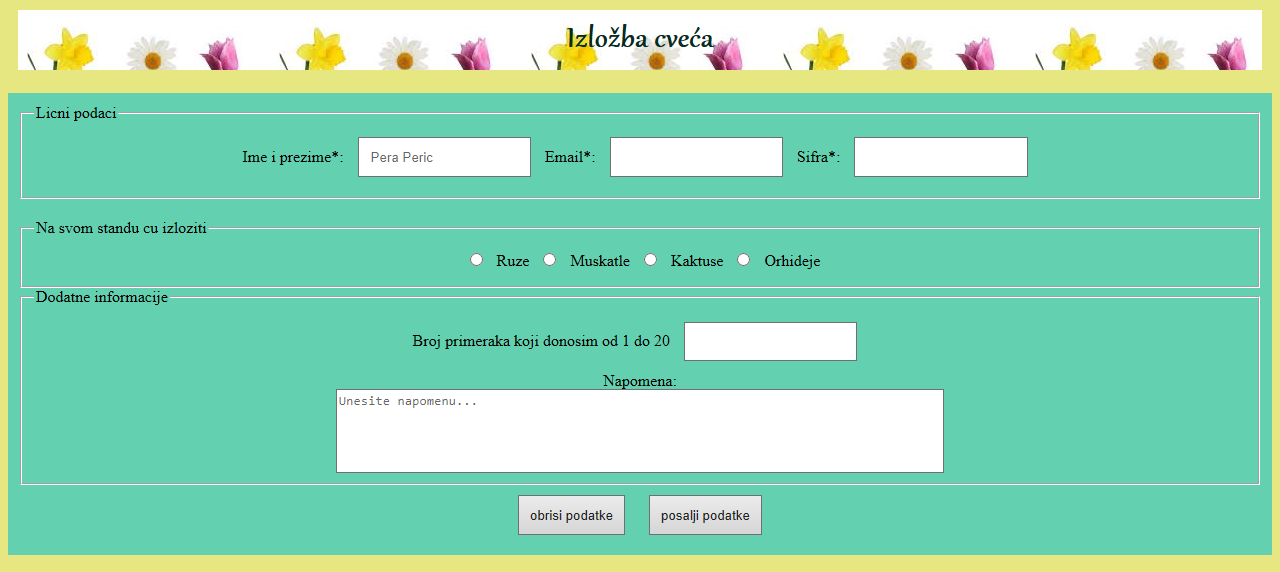 Izložba cveća
Licni podaci
Ime i prezime*: Pera Peric Email*: Sifra*:
Na svom standu cu izloziti
Ruze Muskatle Kaktuse Orhideje
Dodatne informacije
Broj primeraka koji donosim od 1 do 20
Napomena:
Unesite napomenu...
obrisi podatke posalji podatke